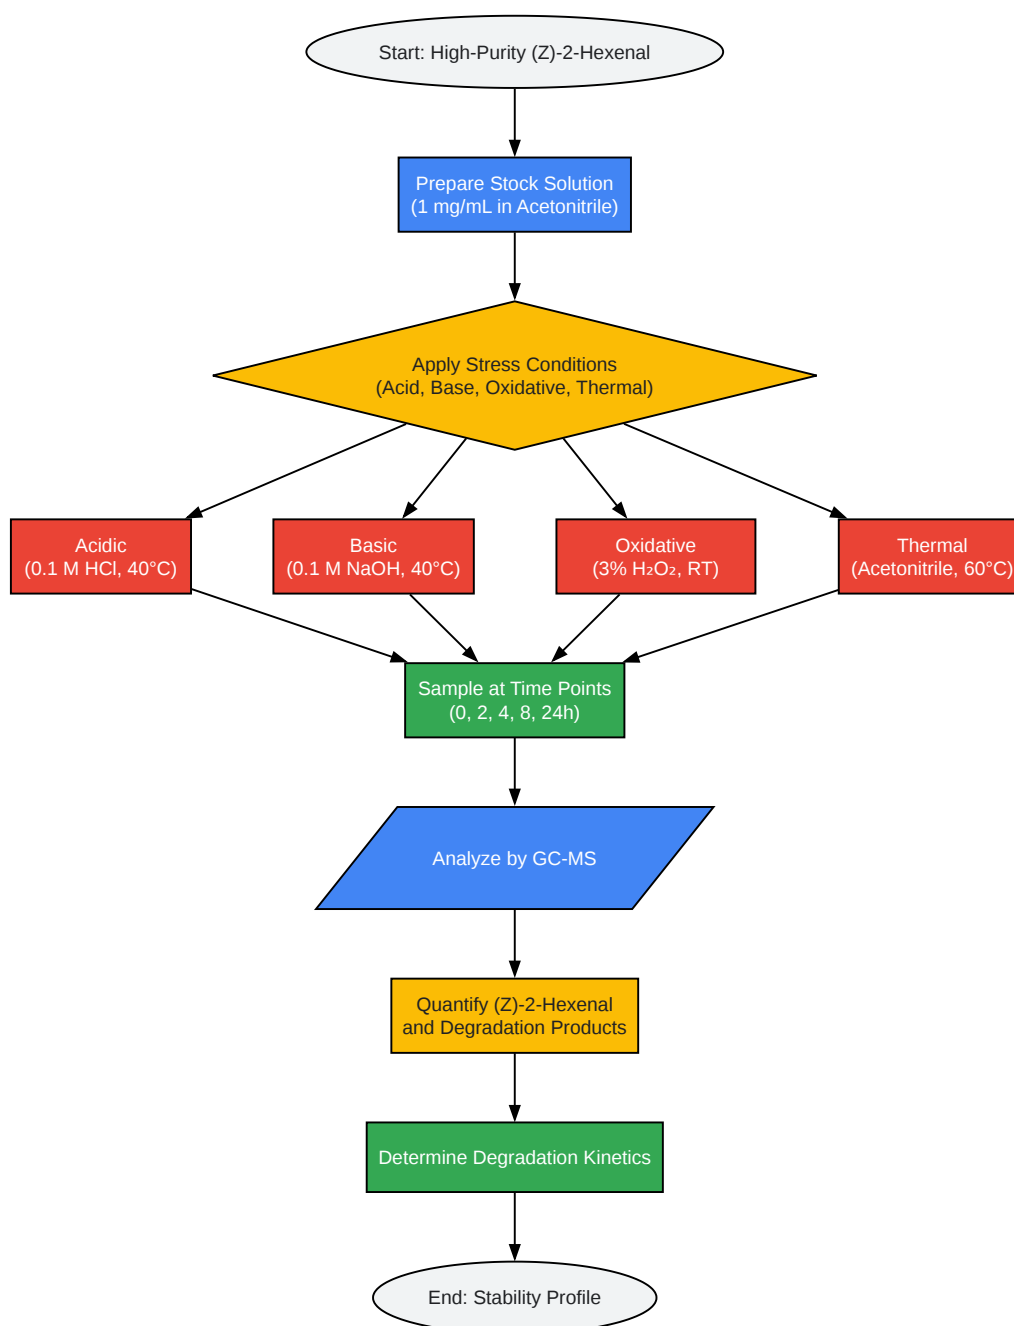 Start: High-Purity (Z)-2-Hexenal
Prepare Stock Solution
(1 mg/mL in Acetonitrile)
Apply Stress Conditions
(Acid, Base, Oxidative, Thermal)
Acidic
(0.1 M HCl, 40°C)
Basic
(0.1 M NaOH, 40°C)
Oxidative
(3% H₂O₂, RT)
Thermal
(Acetonitrile, 60°C)
Sample at Time Points
(0, 2, 4, 8, 24h)
Analyze by GC-MS
Quantify (Z)-2-Hexenal
and Degradation Products
Determine Degradation Kinetics
End: Stability Profile